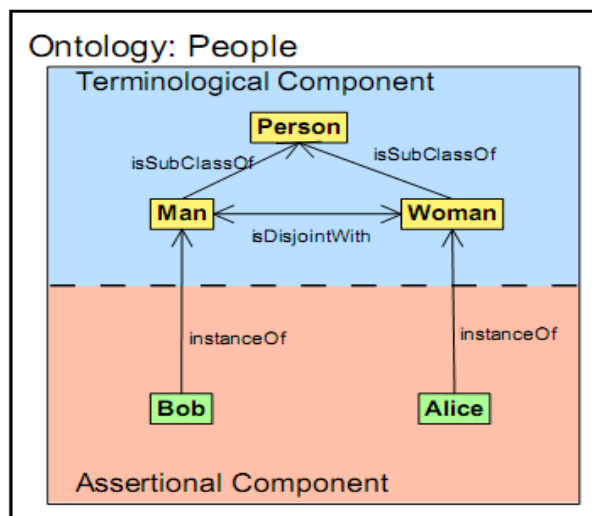 Ontology: People
Terminological Component
Person
isSubClassOf
isSubClassOf
Man
Woman
isDisjointWith
instanceOf
instanceOf
Bob
Alice
Assertional Component